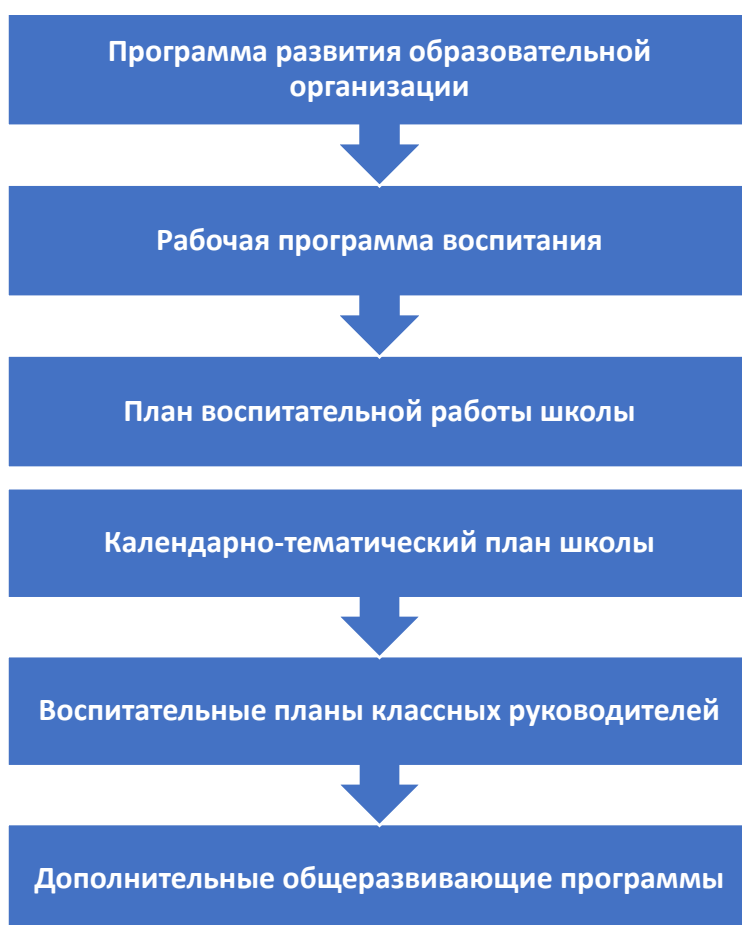 Программа развития образовательной
организации
Рабочая программа воспитания
План воспитательной работы школы
Календарно-тематический план школы
Воспитательные планы классных руководителей
Дополнительные общеразвивающие программы